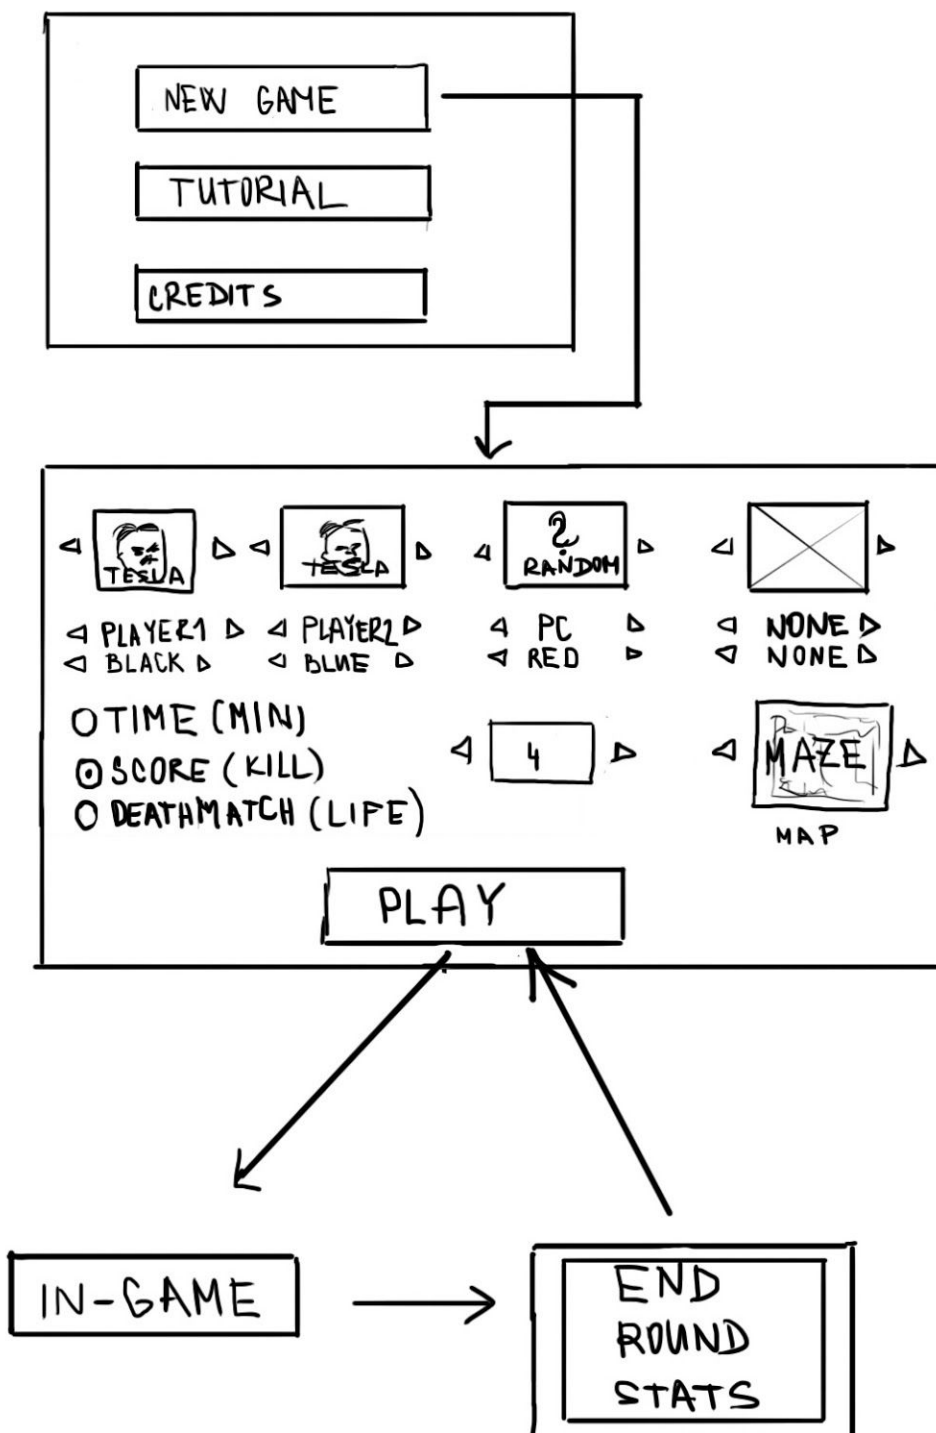 NEW GAME
TUTORIAL
CREDITS
TESLA
TESLA
? RANDOM
PLAYER1
PLAYER2
PC
NONE
BLACK
BLUE
RED
NONE
TIME (MIN)
SCORE (KILL)
DEATHMATCH (LIFE)
4
MAZE
MAP
PLAY
IN-GAME
END
ROUND
STATS